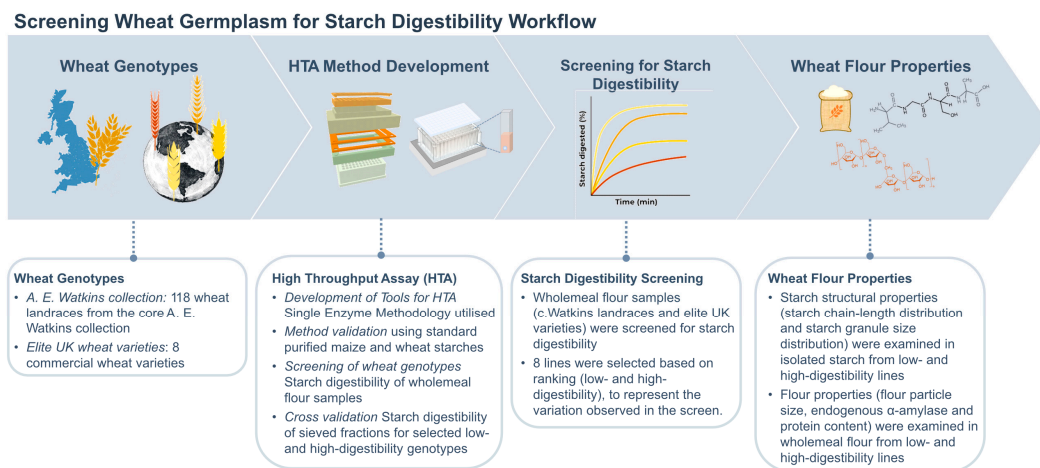 Screening Wheat Germplasm for Starch Digestibility Workflow
Wheat Genotypes
HTA Method Development
Screening for Starch
Digestibility
Starch digested (%)
Time (min)
Wheat Flour Properties
Wheat Genotypes
• A. E. Watkins collection: 118 wheat
landraces from the core A. E.
Watkins collection
• Elite UK wheat varieties: 8
commercial wheat varieties
High Throughput Assay (HTA)
• Development of Tools for HTA
Single Enzyme Methodology utilised
• Method validation using standard
purified maize and wheat starches
• Screening of wheat genotypes
Starch digestibility of wholemeal
flour samples
• Cross validation Starch digestibility
of sieved fractions for selected low-
and high-digestibility genotypes
Starch Digestibility Screening
• Wholemeal flour samples
(c.Watkins landraces and elite UK
varieties) were screened for starch
digestibility
• 8 lines were selected based on
ranking (low- and high-
digestibility), to represent the
variation observed in the screen.
Wheat Flour Properties
• Starch structural properties
(starch chain-length distribution
and starch granule size
distribution) were examined in
isolated starch from low- and
high-digestibility lines
• Flour properties (flour particle
size, endogenous α-amylase and
protein content) were examined in
wholemeal flour from low- and
high-digestibility lines